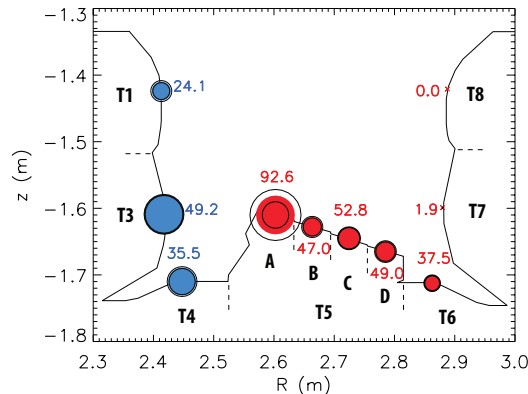 −1.3
−1.4
−1.5
−1.6
−1.7
−1.8
z (m)
T1
24.1
0.0
T8
92.6
T3
49.2
52.8
1.9
T7
35.5
A
B
47.0
C
D
49.0
37.5
T4
T5
T6
2.3 2.4 2.5 2.6 2.7 2.8 2.9 3.0
R (m)